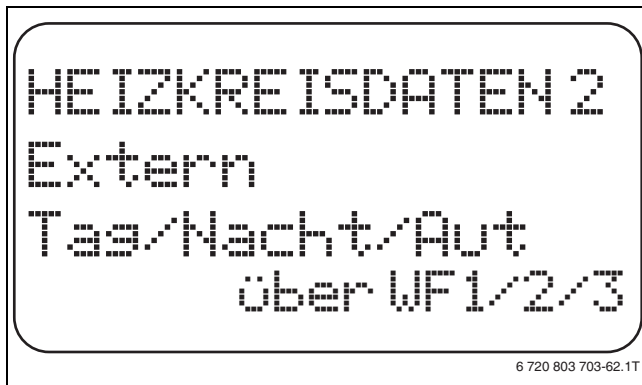 HEIZKREISDATEN 2
Extern
Tag/Nacht/Aut
über WF1/2/3
6 720 803 703-62.1T